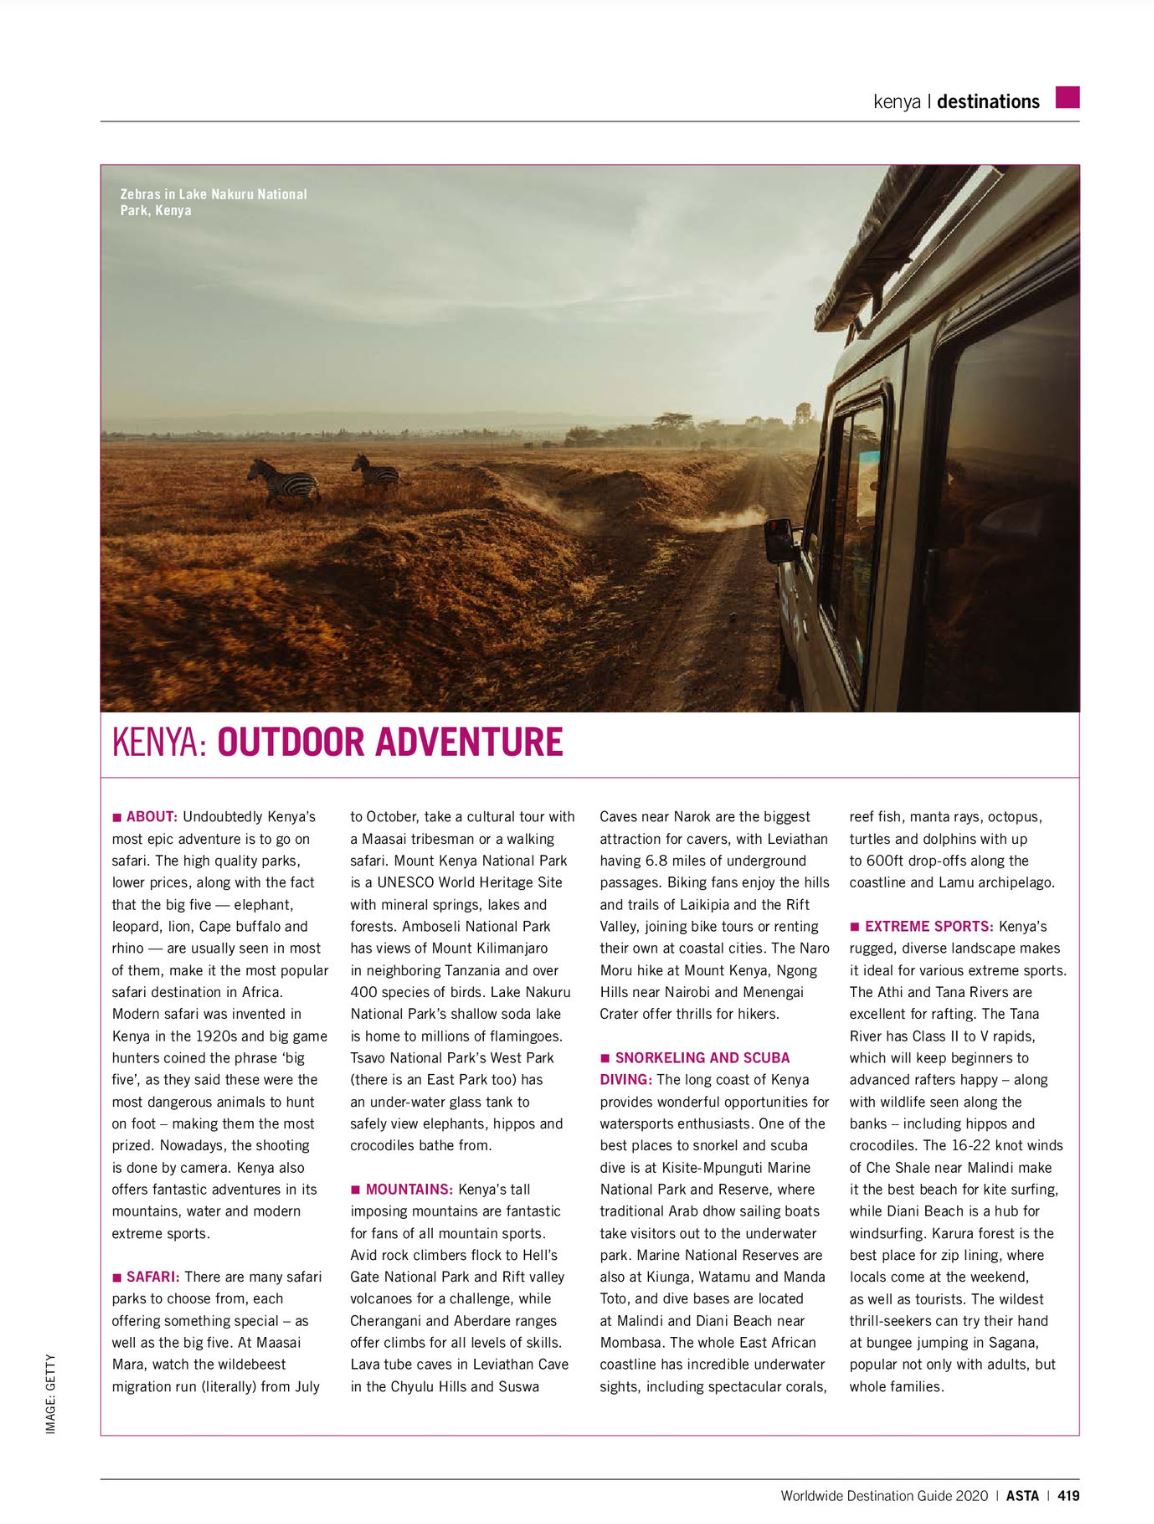 kenya | destinations
Zebras in Lake Nakuru National
Park, Kenya
KENYA: OUTDOOR ADVENTURE
■ ABOUT: Undoubtedly Kenya's
most epic adventure is to go on
safari. The high quality parks,
lower prices, along with the fact
that the big five — elephant,
leopard, lion, Cape buffalo and
rhino — are usually seen in most
of them, make it the most popular
safari destination in Africa.
Modern safari was invented in
Kenya in the 1920s and big game
hunters coined the phrase ‘big
five’, as they said these were the
most dangerous animals to hunt
on foot – making them the most
prized. Nowadays, the shooting
is done by camera. Kenya also
offers fantastic adventures in its
mountains, water and modern
extreme sports.
■ SAFARI: There are many safari
parks to choose from, each
offering something special – as
well as the big five. At Maasai
Mara, watch the wildebeest
migration run (literally) from July
to October, take a cultural tour with
a Maasai tribesman or a walking
safari. Mount Kenya National Park
is a UNESCO World Heritage Site
with mineral springs, lakes and
forests. Amboseli National Park
has views of Mount Kilimanjaro
in neighboring Tanzania and over
400 species of birds. Lake Nakuru
National Park's shallow soda lake
is home to millions of flamingoes.
Tsavo National Park's West Park
(there is an East Park too) has
an under-water glass tank to
safely view elephants, hippos and
crocodiles bathe from.
■ MOUNTAINS: Kenya's tall
imposing mountains are fantastic
for fans of all mountain sports.
Avid rock climbers flock to Hell's
Gate National Park and Rift valley
volcanoes for a challenge, while
Cherangani and Aberdare ranges
offer climbs for all levels of skills.
Lava tube caves in Leviathan Cave
in the Chyulu Hills and Suswa
Caves near Narok are the biggest
attraction for cavers, with Leviathan
having 6.8 miles of underground
passages. Biking fans enjoy the hills
and trails of Laikipia and the Rift
Valley, joining bike tours or renting
their own at coastal cities. The Naro
Moru hike at Mount Kenya, Ngong
Hills near Nairobi and Menengai
Crater offer thrills for hikers.
■ SNORKELING AND SCUBA
DIVING: The long coast of Kenya
provides wonderful opportunities for
watersports enthusiasts. One of the
best places to snorkel and scuba
dive is at Kisite-Mpunguti Marine
National Park and Reserve, where
traditional Arab dhow sailing boats
take visitors out to the underwater
park. Marine National Reserves are
also at Kiunga, Watamu and Manda
Toto, and dive bases are located
at Malindi and Diani Beach near
Mombasa. The whole East African
coastline has incredible underwater
sights, including spectacular corals,
reef fish, manta rays, octopus,
turtles and dolphins with up
to 600ft drop-offs along the
coastline and Lamu archipelago.
■ EXTREME SPORTS: Kenya's
rugged, diverse landscape makes
it ideal for various extreme sports.
The Athi and Tana Rivers are
excellent for rafting. The Tana
River has Class II to V rapids,
which will keep beginners to
advanced rafters happy – along
with wildlife seen along the
banks – including hippos and
crocodiles. The 16-22 knot winds
of Che Shale near Malindi make
it the best beach for kite surfing,
while Diani Beach is a hub for
windsurfing. Karura forest is the
best place for zip lining, where
locals come at the weekend,
as well as tourists. The wildest
thrill-seekers can try their hand
at bungee jumping in Sagana,
popular not only with adults, but
whole families.
IMAGE: GETTY
Worldwide Destination Guide 2020 | ASTA | 419